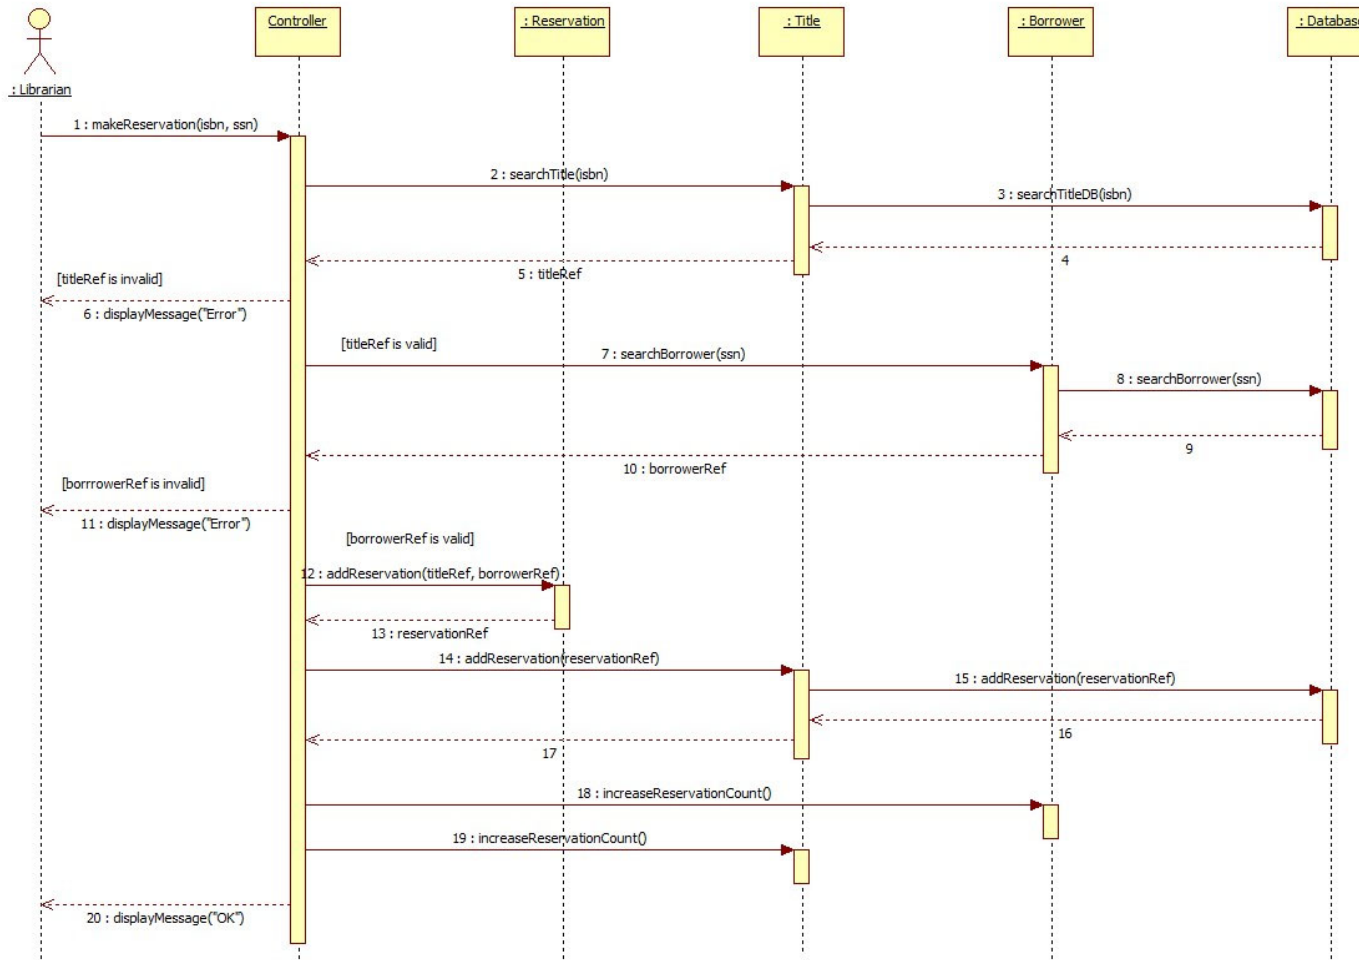 Controller
: Reservation
: Title
: Borrower
: Database
: Librarian
1 : makeReservation(isbn, ssn)
2 : searchTitle(isbn)
3 : searchTitleDB(isbn)
4
5 : titleRef
[titleRef is invalid]
6 : displayMessage("Error")
[titleRef is valid]
7 : searchBorrower(ssn)
8 : searchBorrower(ssn)
9
10 : borrowerRef
[borrrowerRef is invalid]
11 : displayMessage("Error")
[borrowerRef is valid]
12 : addReservation(titleRef, borrowerRef)
13 : reservationRef
14 : addReservation(reservationRef)
15 : addReservation(reservationRef)
16
17
18 : increaseReservationCount()
19 : increaseReservationCount()
20 : displayMessage("OK")